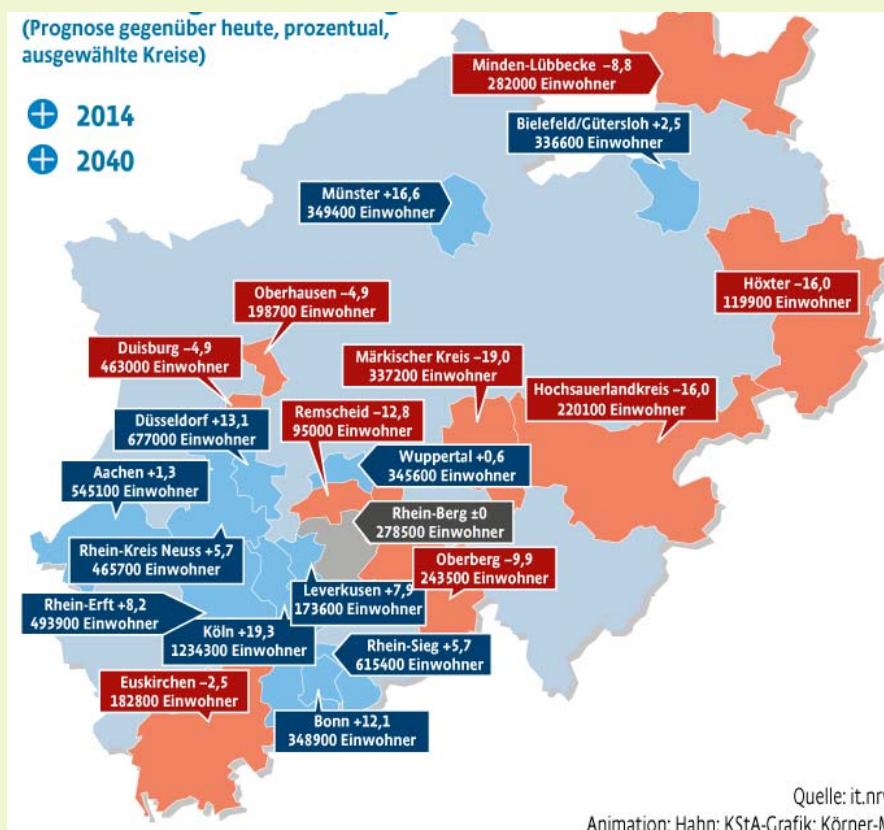 (Prognose gegenüber heute, prozentual,
ausgewählte Kreise)
2014
2040
Minden-Lübbecke –8,8
282000 Einwohner
Bielefeld/Gütersloh +2,5
336600 Einwohner
Münster +16,6
349400 Einwohner
Höxter –16,0
119900 Einwohner
Oberhausen –4,9
198700 Einwohner
Duisburg –4,9
463000 Einwohner
Märkischer Kreis –19,0
337200 Einwohner
Hochsauerlandkreis –16,0
220100 Einwohner
Düsseldorf +13,1
677000 Einwohner
Remscheid –12,8
95000 Einwohner
Wuppertal +0,6
345600 Einwohner
Aachen +1,3
545100 Einwohner
Rhein-Berg ±0
278500 Einwohner
Rhein-Kreis Neuss +5,7
465700 Einwohner
Oberberg –9,9
243500 Einwohner
Leverkusen +7,9
173600 Einwohner
Rhein-Erft +8,2
493900 Einwohner
Köln +19,3
1234300 Einwohner
Rhein-Sieg +5,7
615400 Einwohner
Euskirchen –2,5
182800 Einwohner
Bonn +12,1
348900 Einwohner
Quelle: it.nr
Animation: Hahn; KStA-Grafik: Körner-M